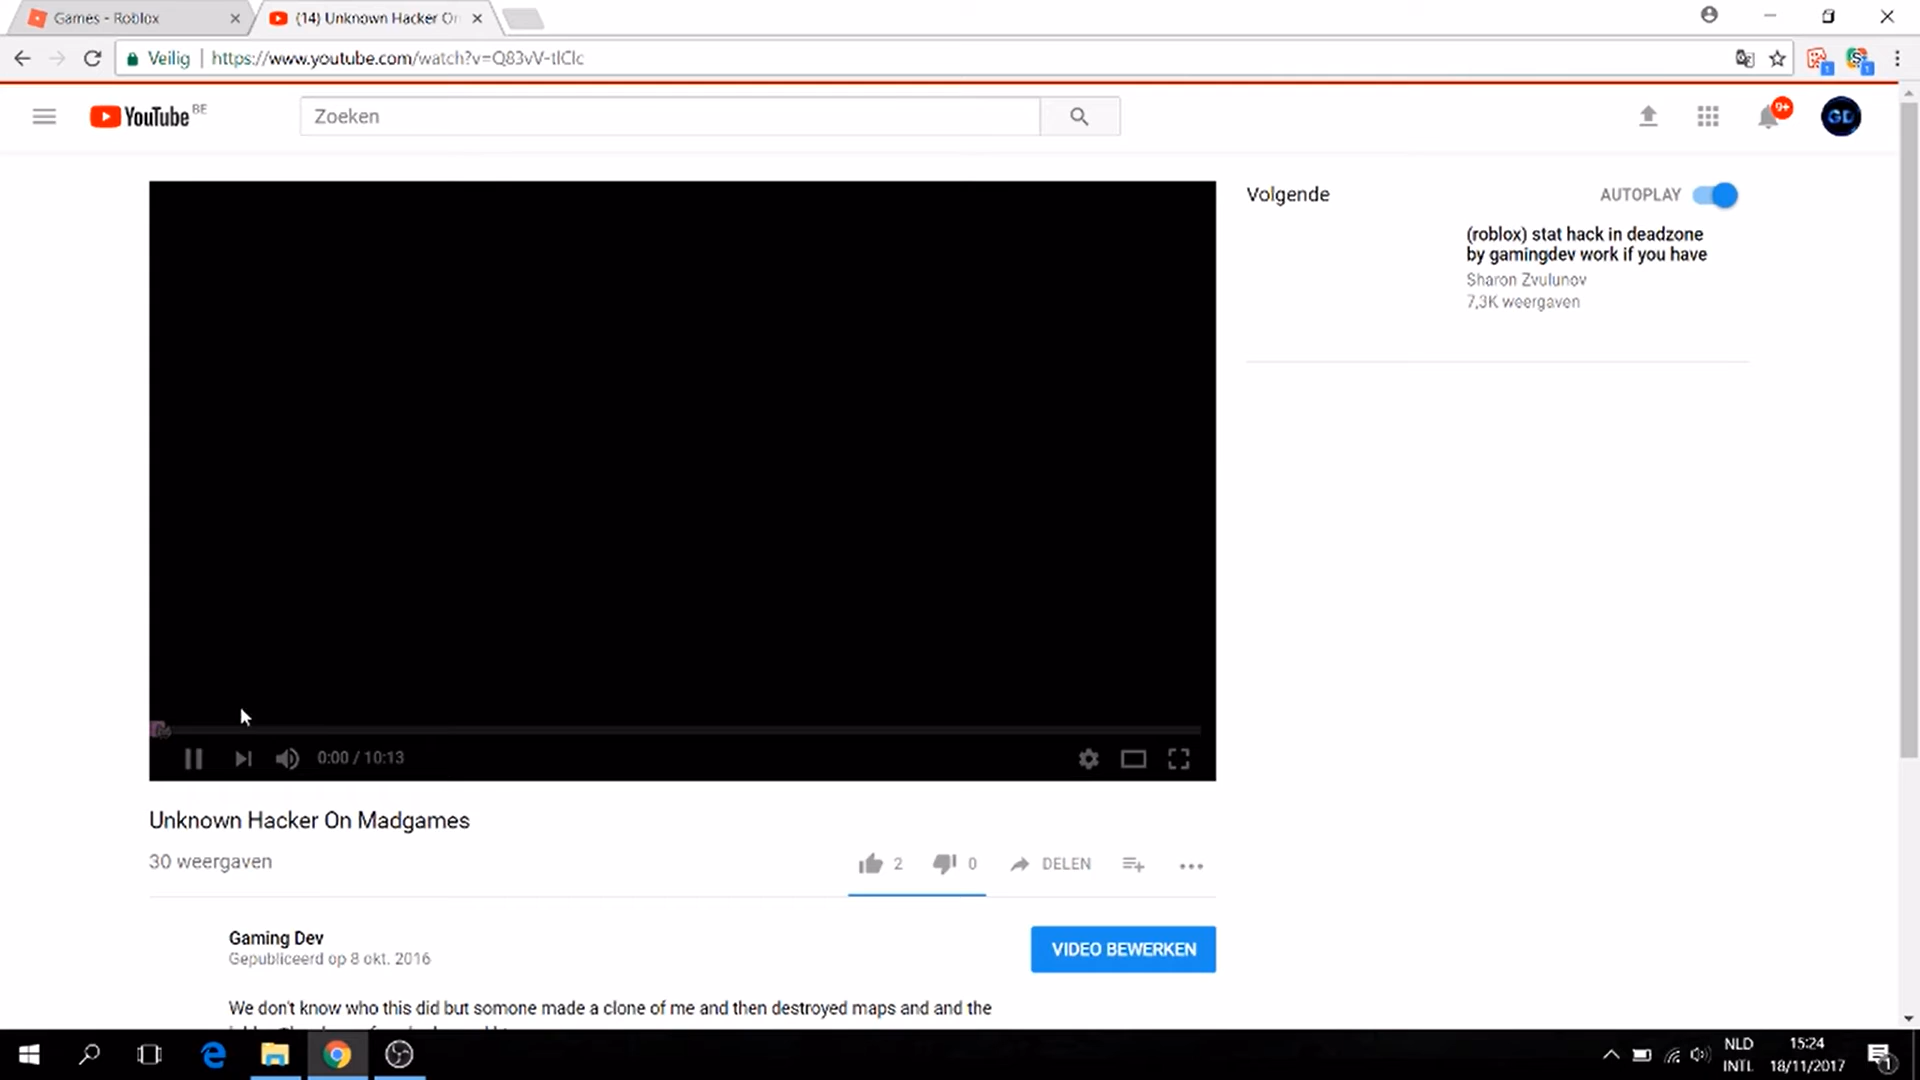 Games - Roblox
(14) Unknown Hacker On
Veilig
https://www.youtube.com/watch?v=Q83vV-tlClc
YouTube BE
Zoeken
9+
GD
Volgende
AUTOPLAY
(roblox) stat hack in deadzone
by gamingdev work if you have
Sharon Zvulunov
7,3K weergaven
0:00 / 10:13
Unknown Hacker On Madgames
30 weergaven
2
0
DELEN
Gaming Dev
Gepubliceerd op 8 okt. 2016
VIDEO BEWERKEN
We don't know who this did but somone made a clone of me and then destroyed maps and and the
NLD
INTL
15:24
18/11/2017
1